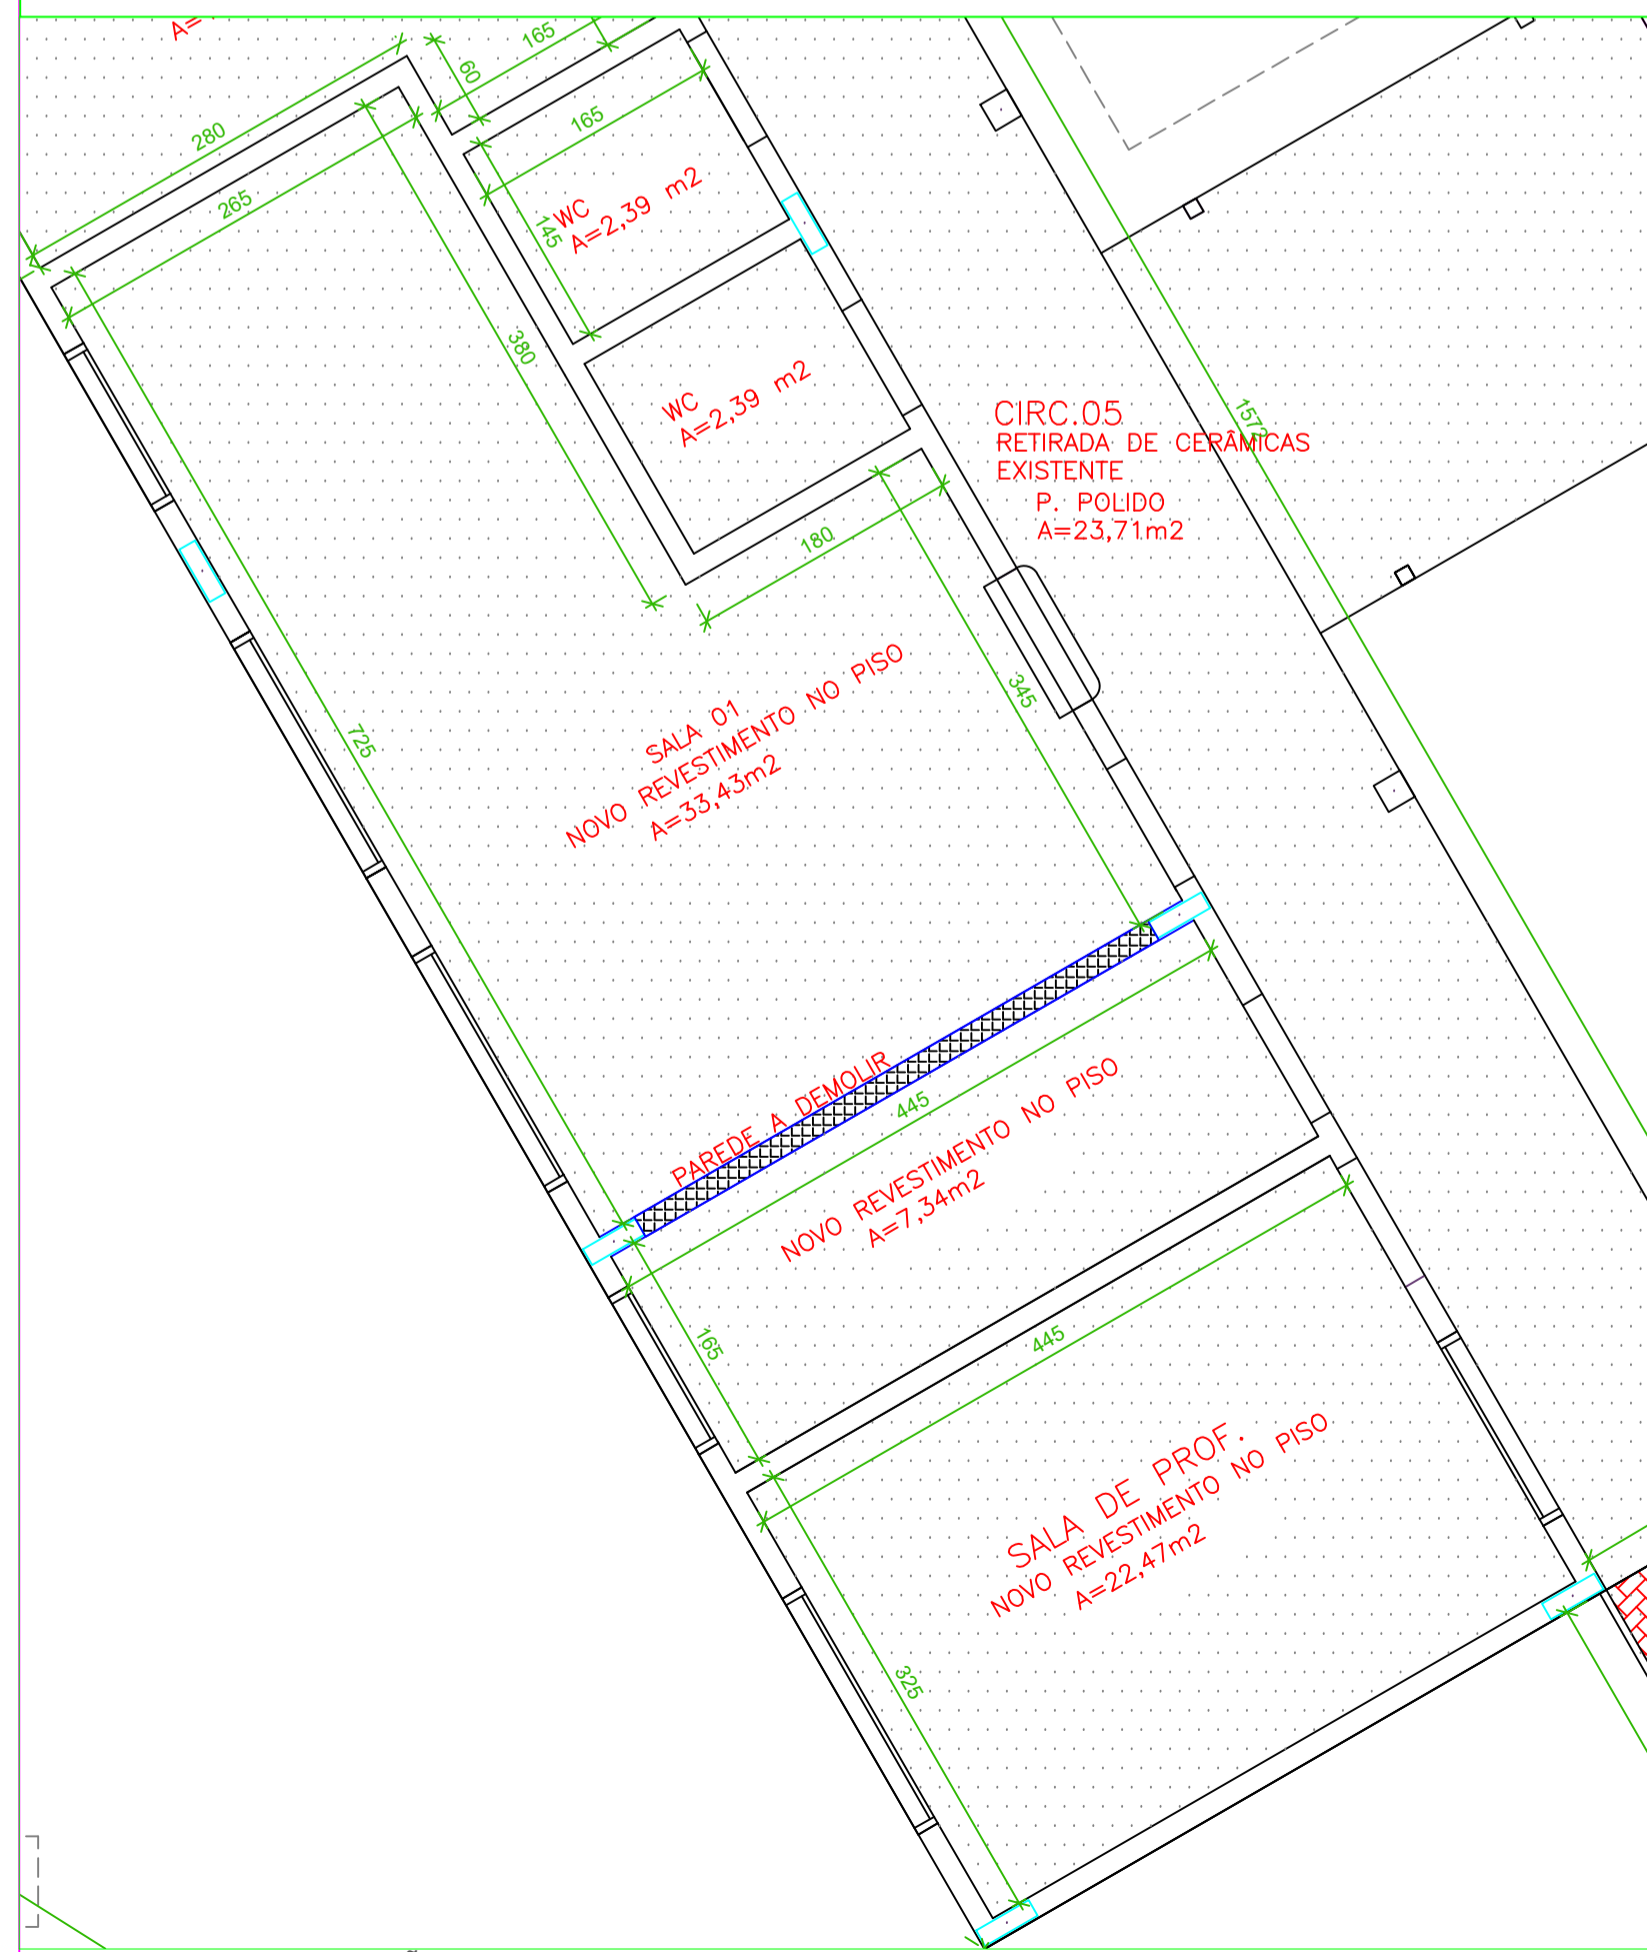 A=
165
60
280
165
265
WC
A=2,39 m2
145
380
WC
A=2,39 m2
CIRC.05
RETIRADA DE CERÂMICAS
EXISTENTE
P. POLIDO
A=23,71m2
1572
180
345
SALA 01
NOVO REVESTIMENTO NO PISO
A=33,43m2
725
PAREDE A DEMOLIR
445
NOVO REVESTIMENTO NO PISO
A=7,34m2
165
445
SALA DE PROF.
NOVO REVESTIMENTO NO PISO
A=22,47m2
325